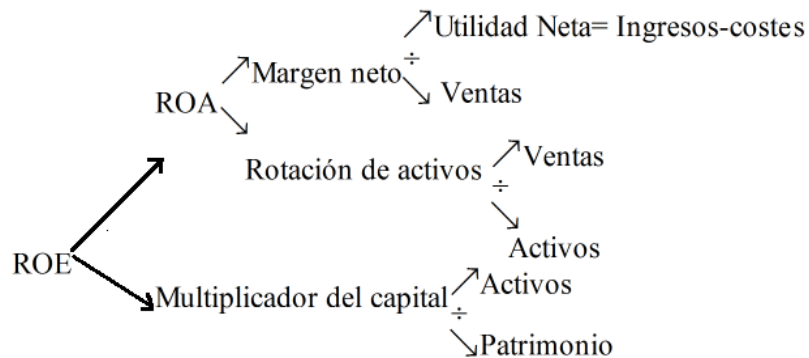 Utilidad Neta= Ingresos-costes
÷
Margen neto
Ventas
ROA
Rotación de activos
Ventas
÷
Activos
ROE
Multiplicador del capital
Activos
÷
Patrimonio